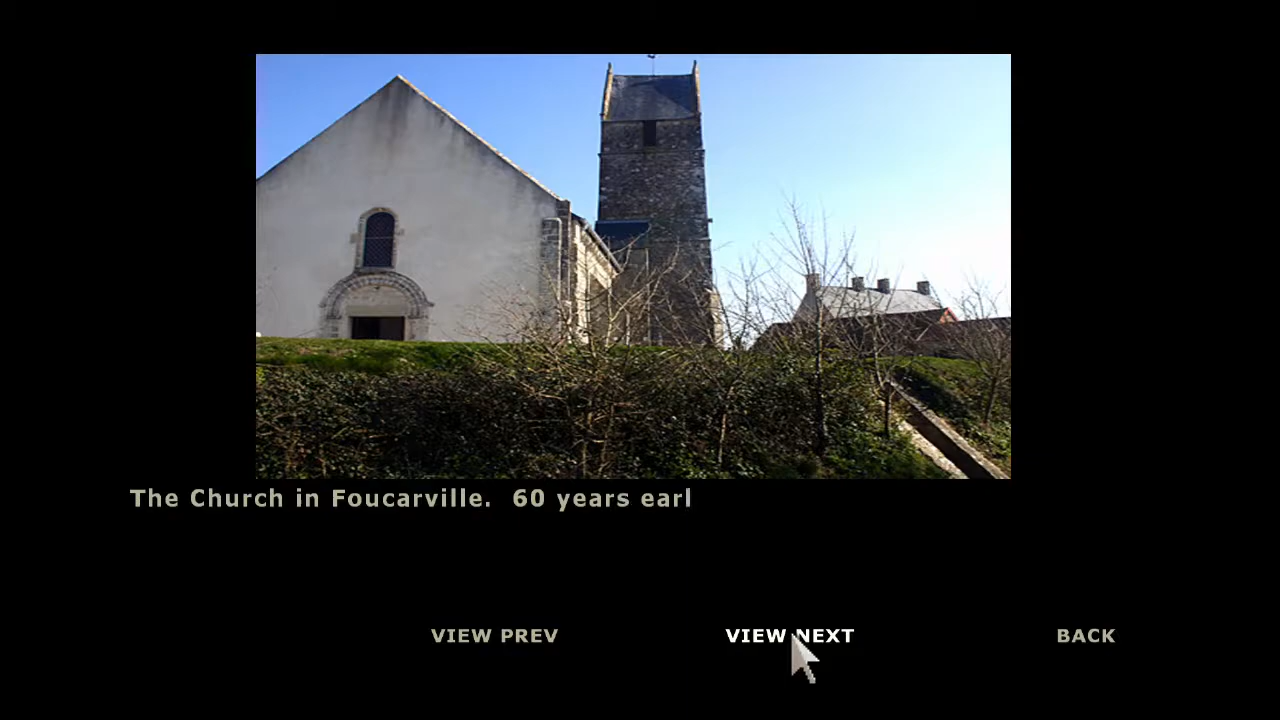 The Church in Foucarville.  60 years earl
VIEW PREV
VIEW NEXT
BACK